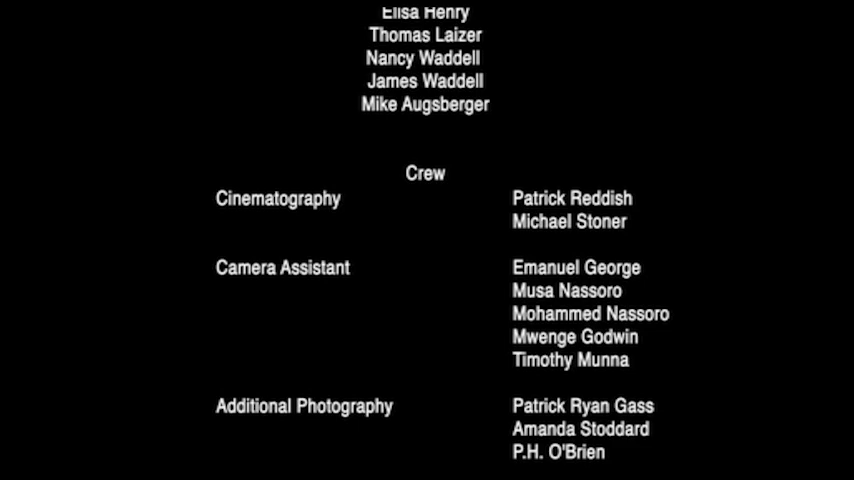 Elisa Henry
Thomas Laizer
Nancy Waddell
James Waddell
Mike Augsberger
Crew
Cinematography Patrick Reddish
Michael Stoner
Camera Assistant Emanuel George
Musa Nassoro
Mohammed Nassoro
Mwenge Godwin
Timothy Munna
Additional Photography Patrick Ryan Gass
Amanda Stoddard
P.H. O'Brien